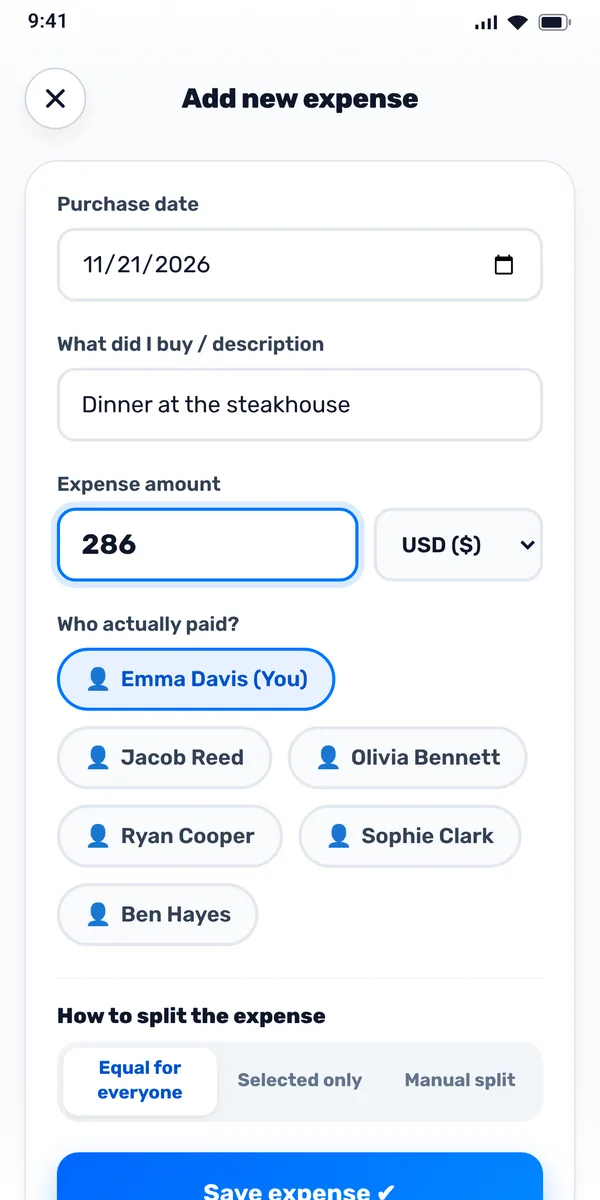 9:41
Add new expense
Purchase date
11/21/2026
What did I buy / description
Dinner at the steakhouse
Expense amount
286
USD ($)
Who actually paid?
Emma Davis (You)
Jacob Reed
Olivia Bennett
Ryan Cooper
Sophie Clark
Ben Hayes
How to split the expense
Equal for
everyone
Selected only
Manual split
Save expense ✔